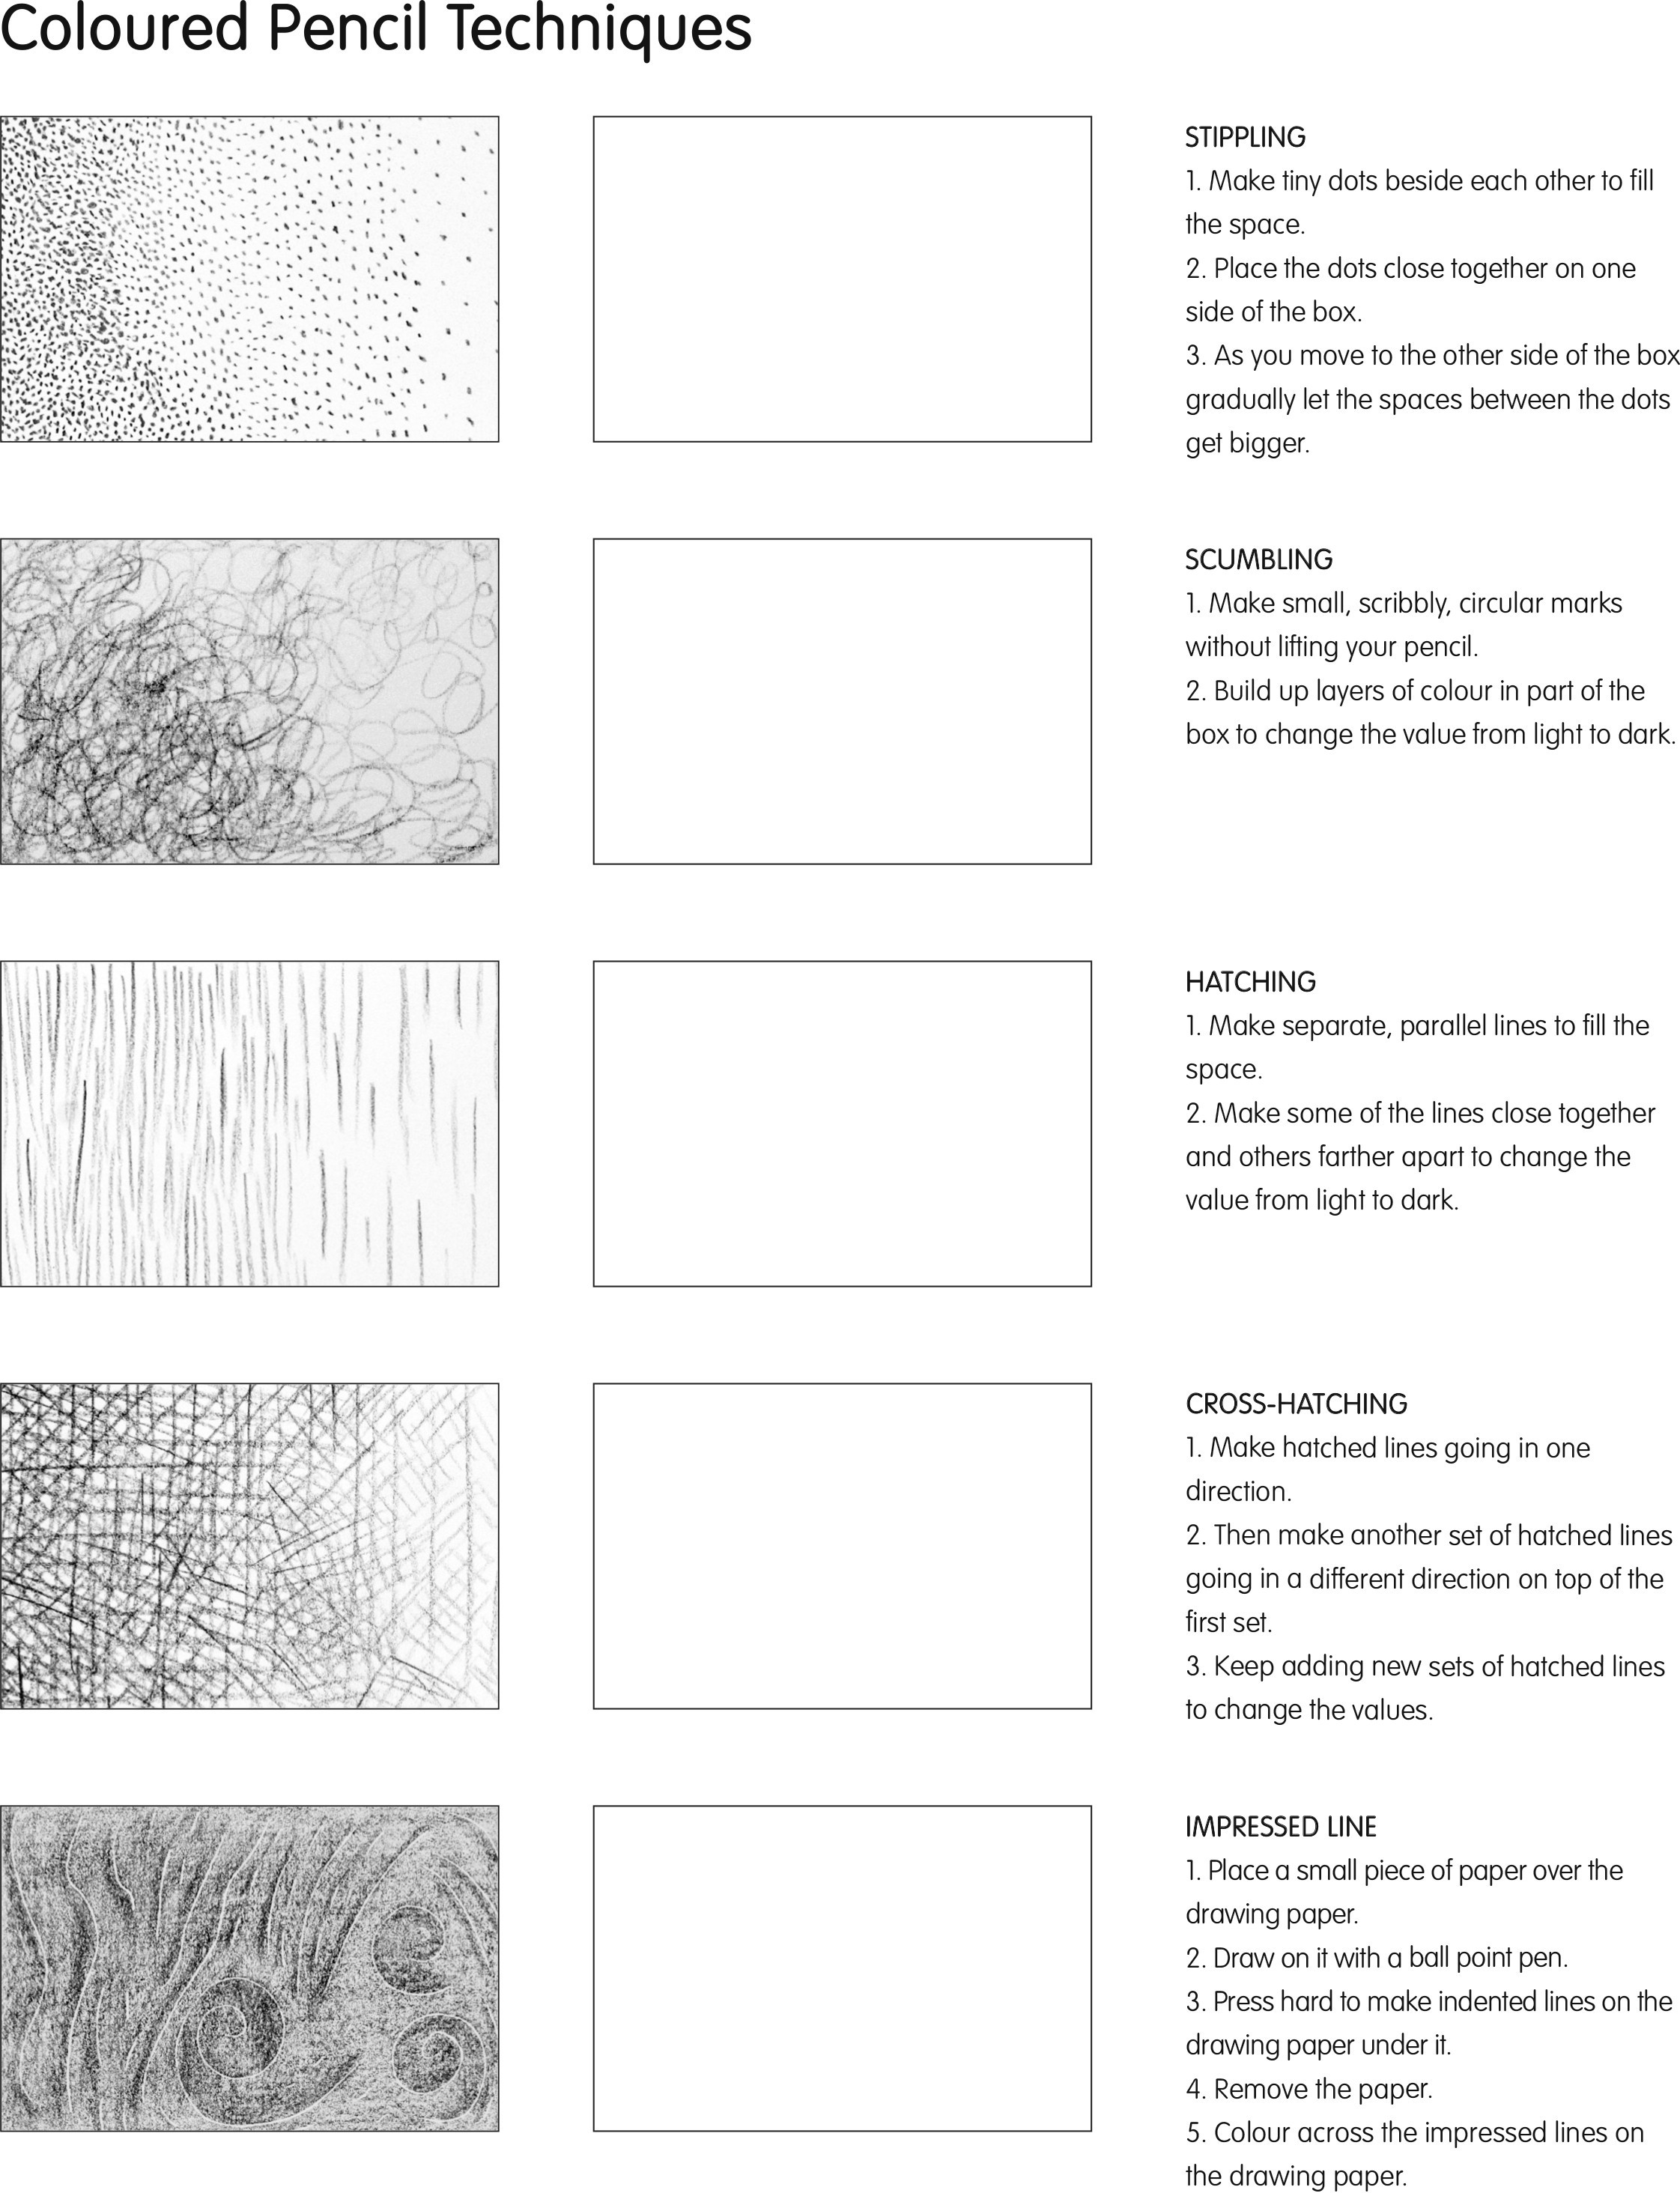 Coloured Pencil Techniques
STIPPLING
1. Make tiny dots beside each other to fill
the space.
2. Place the dots close together on one
side of the box.
3. As you move to the other side of the box
gradually let the spaces between the dots
get bigger.
SCUMBLING
1. Make small, scribbly, circular marks
without lifting your pencil.
2. Build up layers of colour in part of the
box to change the value from light to dark.
HATCHING
1. Make separate, parallel lines to fill the
space.
2. Make some of the lines close together
and others farther apart to change the
value from light to dark.
CROSS-HATCHING
1. Make hatched lines going in one
direction.
2. Then make another set of hatched lines
going in a different direction on top of the
first set.
3. Keep adding new sets of hatched lines
to change the values.
IMPRESSED LINE
1. Place a small piece of paper over the
drawing paper.
2. Draw on it with a ball point pen.
3. Press hard to make indented lines on the
drawing paper under it.
4. Remove the paper.
5. Colour across the impressed lines on
the drawing paper.